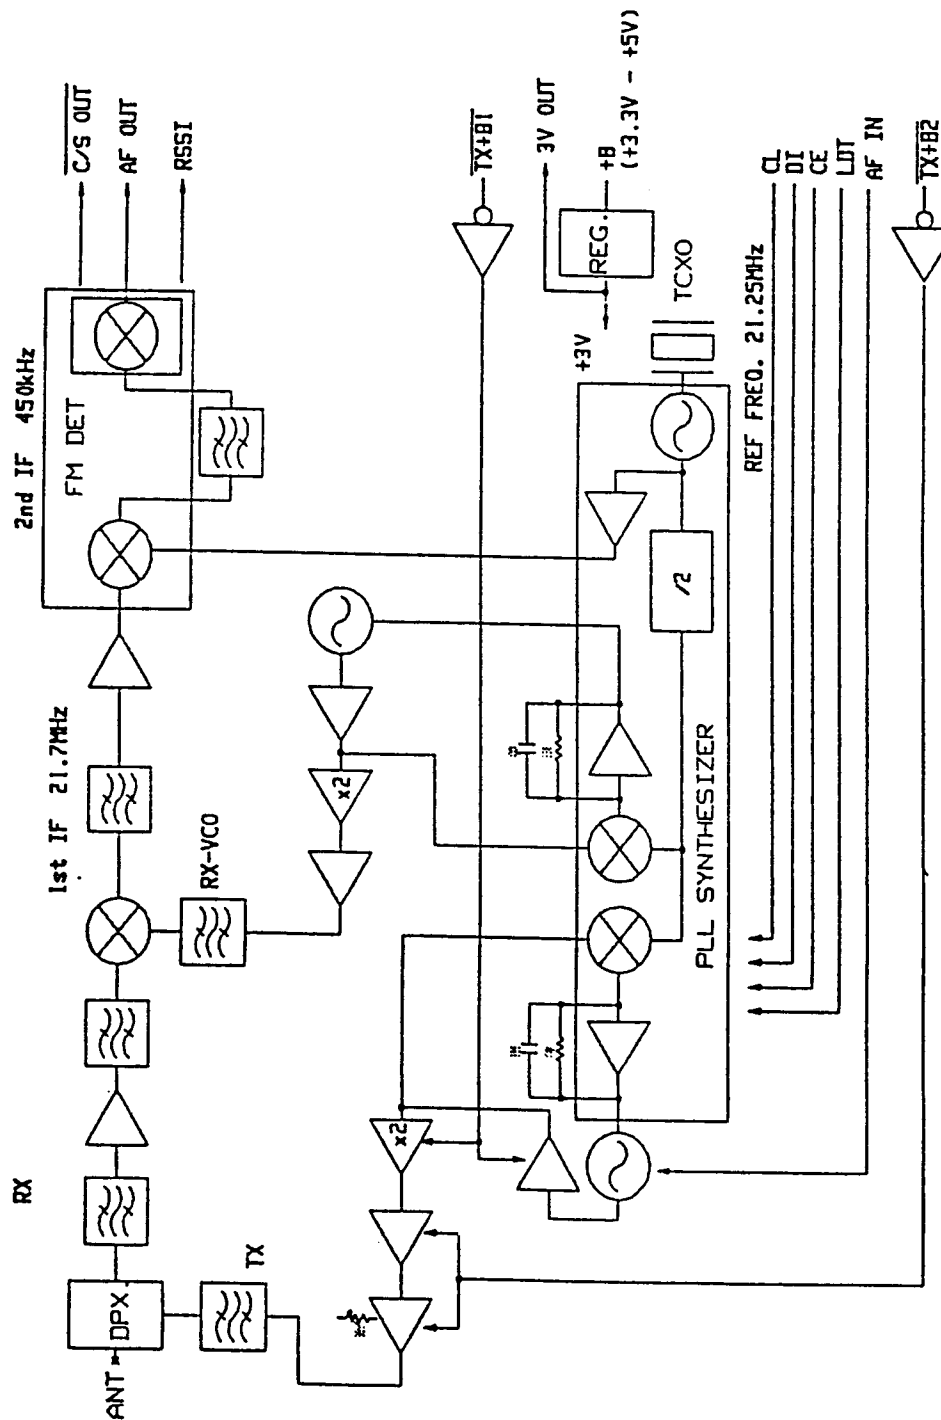 ANT
DPX
RX
TX
1st IF 21.7MHz
RX-VCO
2nd IF 450kHz
FM DET
C/S OUT
AF OUT
RSSI
x2
x2
TX+B1
3V OUT
+B
(+3.3V - +5V)
REG.
+3V
TCXO
/2
PLL SYNTHESIZER
REF FREQ. 21.25MHz
CL
DI
CE
LDT
AF IN
TX+B2